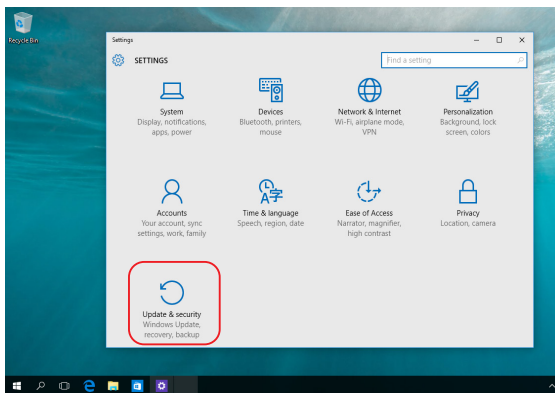 Recycle Bin
Settings
SETTINGS
Find a setting
System
Display, notifications,
apps, power
Devices
Bluetooth, printers,
mouse
Network & Internet
Wi-Fi, airplane mode,
VPN
Personalization
Background, lock
screen, colors
Accounts
Your account, sync
settings, work, family
Time & language
Speech, region, date
Ease of Access
Narrator, magnifier,
high contrast
Privacy
Location, camera
Update & security
Windows Update,
recovery, backup